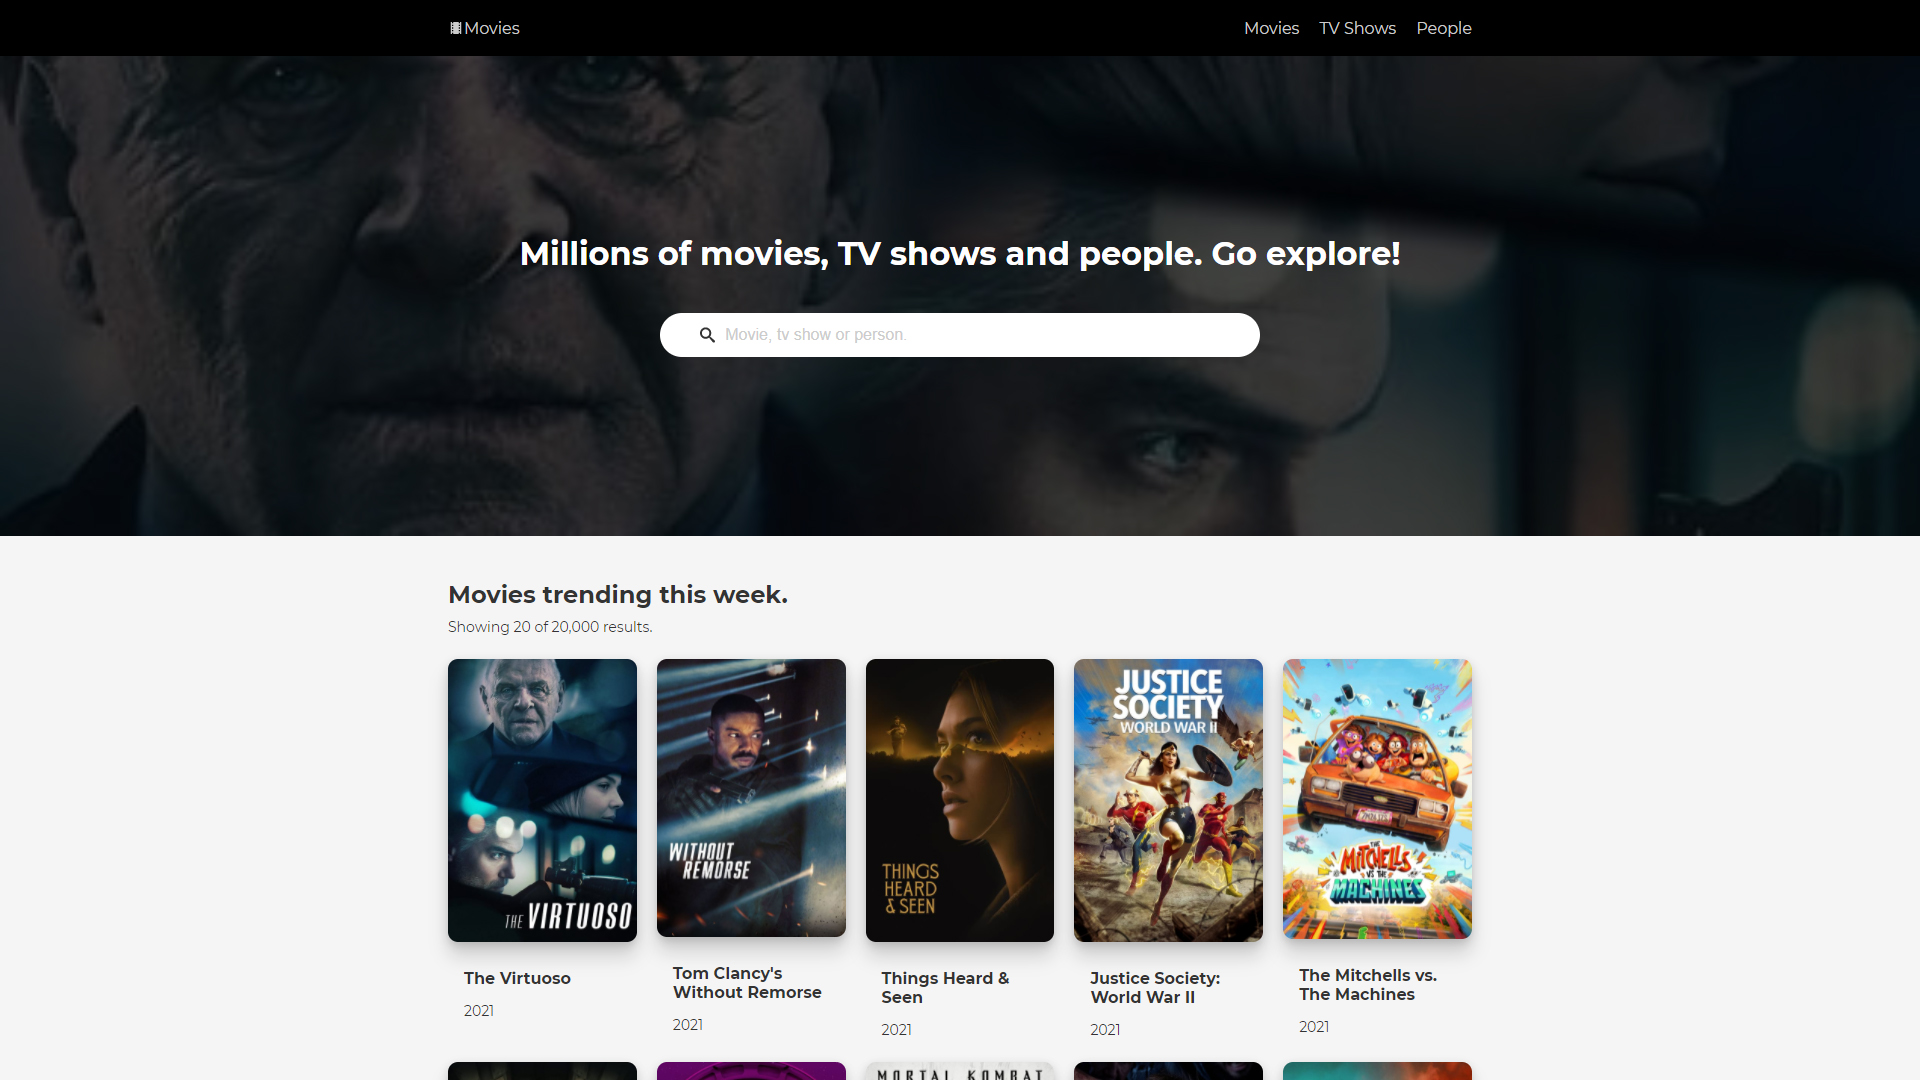 Movies
Movies TV Shows People
Millions of movies, TV shows and people. Go explore!
Movie, tv show or person.
Movies trending this week.
Showing 20 of 20,000 results.
THE VIRTUOSO
WITHOUT
REMORSE
THINGS
HEARD
& SEEN
JUSTICE
SOCIETY
WORLD WAR II
THE
MITCHELLS
VS THE
MACHINES
The Virtuoso
2021
Tom Clancy's
Without Remorse
2021
Things Heard &
Seen
2021
Justice Society:
World War II
2021
The Mitchells vs.
The Machines
2021
MORTAL KOMBAT